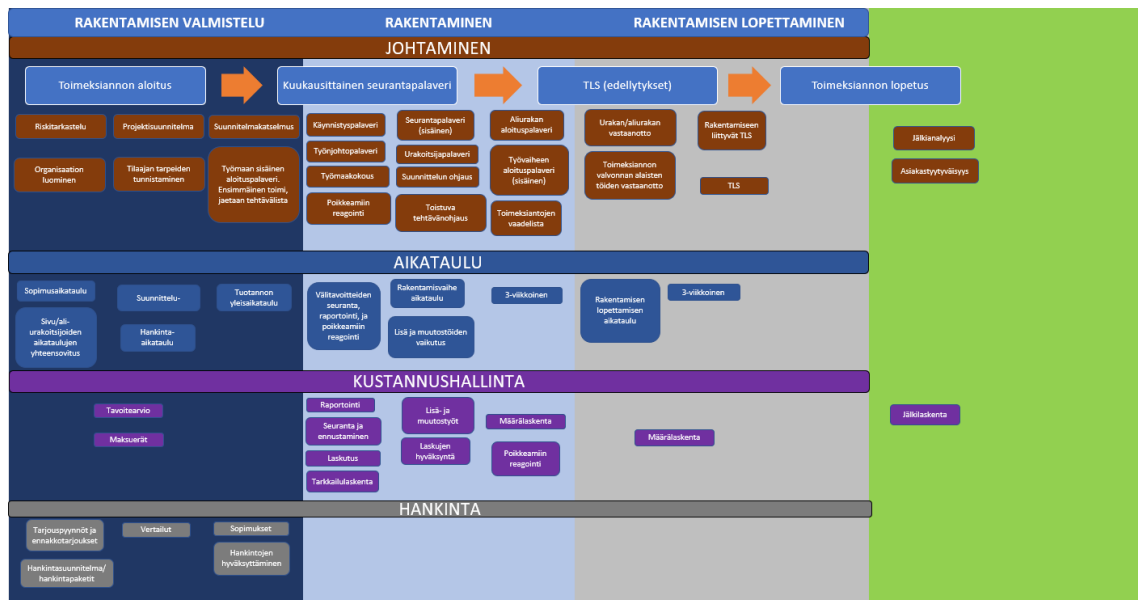 RAKENTAMISEN VALMISTELU
RAKENTAMINEN
RAKENTAMISEN LOPETTAMINEN
JOHTAMINEN
Toimeksiannon aloitus
Kuukausittainen seurantapalaveri
TLS (edellytykset)
Toimeksiannon lopetus
Riskitarkastelu
Projektisuunnitelma
Suunnitelmakatselmus
Organisaation
luominen
Tilaajan tarpeiden
tunnistaminen
Työmaan sisäinen
aloituspalaveri.
Ensimmäinen toimi,
jaetaan tehtävälista
Käynnistyspalaveri
Seurantapalaveri
(sisäinen)
Aliurakan
aloituspalaveri
Työnjohtopalaveri
Urakoitsijapalaveri
Työvaiheen
aloituspalaveri
(sisäinen)
Työmaakokous
Suunnittelun ohjaus
Poikkeamiin
reagointi
Toistuva
tehtävänohjaus
Toimeksiantojen
vaadelista
Urakan/aliurakan
vastaanotto
Rakentamiseen
liittyvät TLS
Toimeksiannon
valvonnan alaisten
töiden vastaanotto
TLS
Jälkianalyysi
Asiakastyytyväisyys
AIKATAULU
Sopimusaikataulu
Suunnittelu-
Tuotannon
yleisaikataulu
Sivu/ali-
urakoitsijoiden
aikataulujen
yhteensovitus
Hankinta-
aikataulu
Välitavoitteiden
seuranta,
raportointi, ja
poikkeamiin
reagointi
Rakentamisvaihe
aikataulu
3-viikkoinen
Lisä ja muutostöiden
vaikutus
Rakentamisen
lopettamisen
aikataulu
3-viikkoinen
KUSTANNUSHALLINTA
Tavoitearvio
Maksuerät
Raportointi
Lisä- ja
muutostyöt
Määrälaskenta
Seuranta ja
ennustaminen
Laskutus
Laskujen
hyväksyntä
Poikkeamiin
reagointi
Tarkkailulaskenta
Määrälaskenta
Jälkilaskenta
HANKINTA
Tarjouspyynnöt ja
ennakkotarjoukset
Vertailut
Sopimukset
Hankintasuunnitelma/
hankintapaketit
Hankintojen
hyväksyttäminen